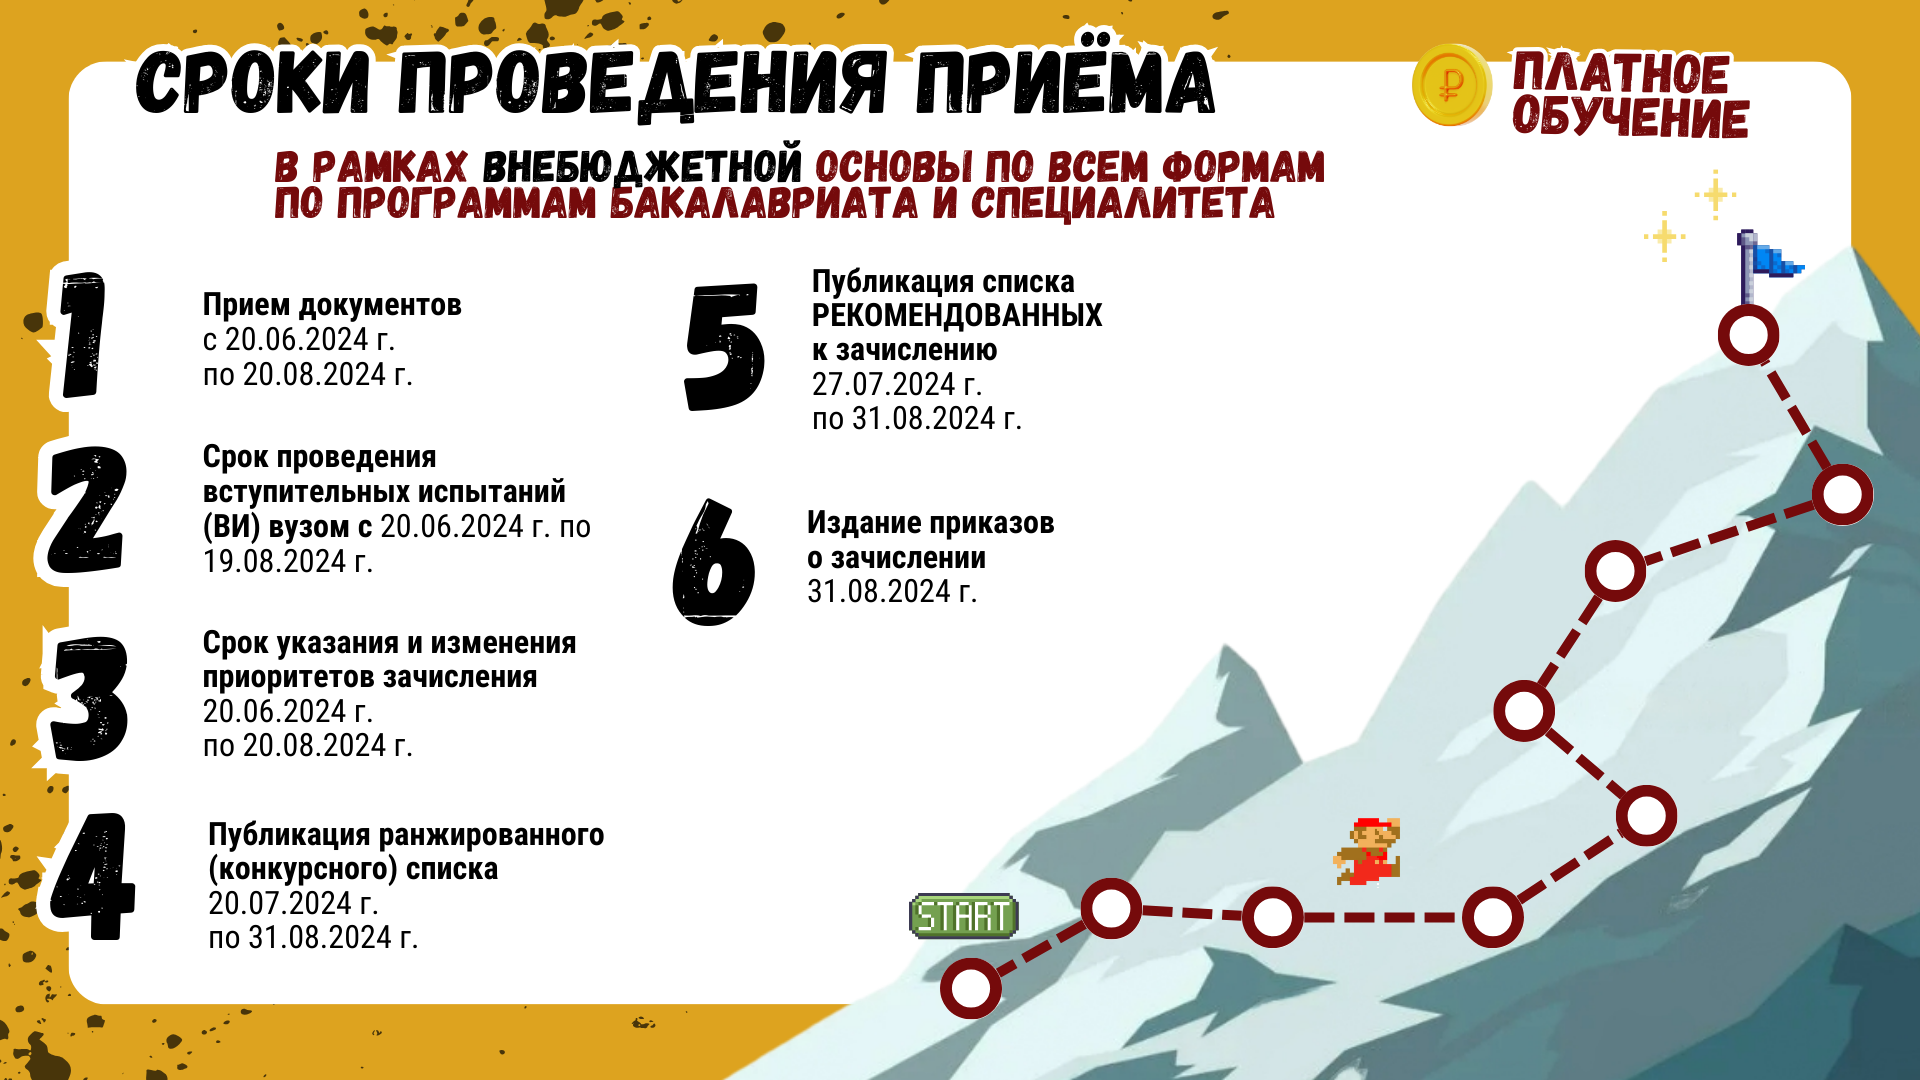 СРОКИ ПРОВЕДЕНИЯ ПРИЁМА
ПЛАТНОЕ
ОБУЧЕНИЕ
В РАМКАХ ВНЕБЮДЖЕТНОЙ ОСНОВЫ ПО ВСЕМ ФОРМАМ
ПО ПРОГРАММАМ БАКАЛАВРИАТА И СПЕЦИАЛИТЕТА
1
Прием документов
с 20.06.2024 г.
по 20.08.2024 г.
2
Срок проведения
вступительных испытаний
(ВИ) вузом с 20.06.2024 г. по
19.08.2024 г.
3
Срок указания и изменения
приоритетов зачисления
20.06.2024 г.
по 20.08.2024 г.
4
Публикация ранжированного
(конкурсного) списка
20.07.2024 г.
по 31.08.2024 г.
5
Публикация списка
РЕКОМЕНДОВАННЫХ
к зачислению
27.07.2024 г.
по 31.08.2024 г.
6
Издание приказов
о зачислении
31.08.2024 г.
START
₽